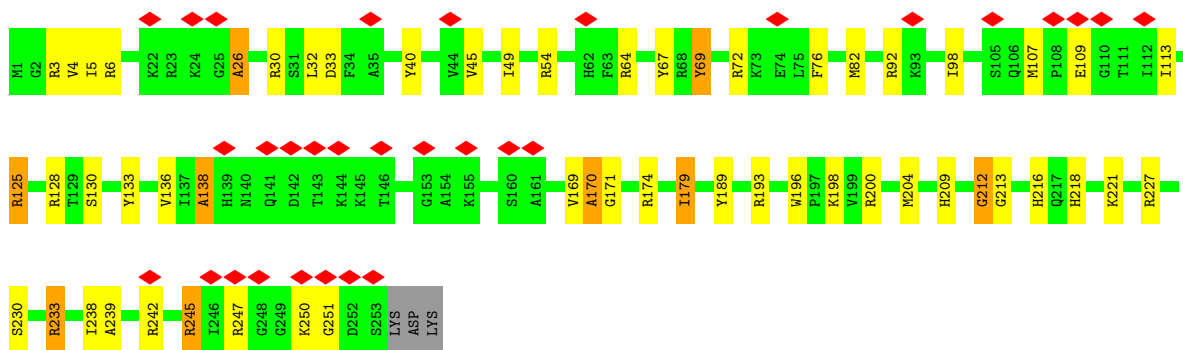 M1 G2 R3 V4 I5 R6 K22 R23 K24 G25 A26 R30 S31 L32 D33 F34 A35 Y40 V44 V45 I49 R54 H62 F63 R64 Y67 R68 Y69 R72 K73 E74 L75 F76 M82 R92 K93 I98 S105 Q106 M107 P108 E109 G110 T111 I112 I113
R125 R128 T129 S130 Y133 V136 I137 A138 H139 N140 Q141 D142 T143 K144 K145 T146 G153 A154 K155 S160 A161 V169 A170 G171 R174 I179 Y189 R193 W196 P197 K198 V199 R200 M204 H209 G212 G213 H216 Q217 H218 K221 R227
S230 R233 I238 A239 R242 R245 I246 R247 G248 G249 K250 G251 D252 S253 LYS ASP LYS